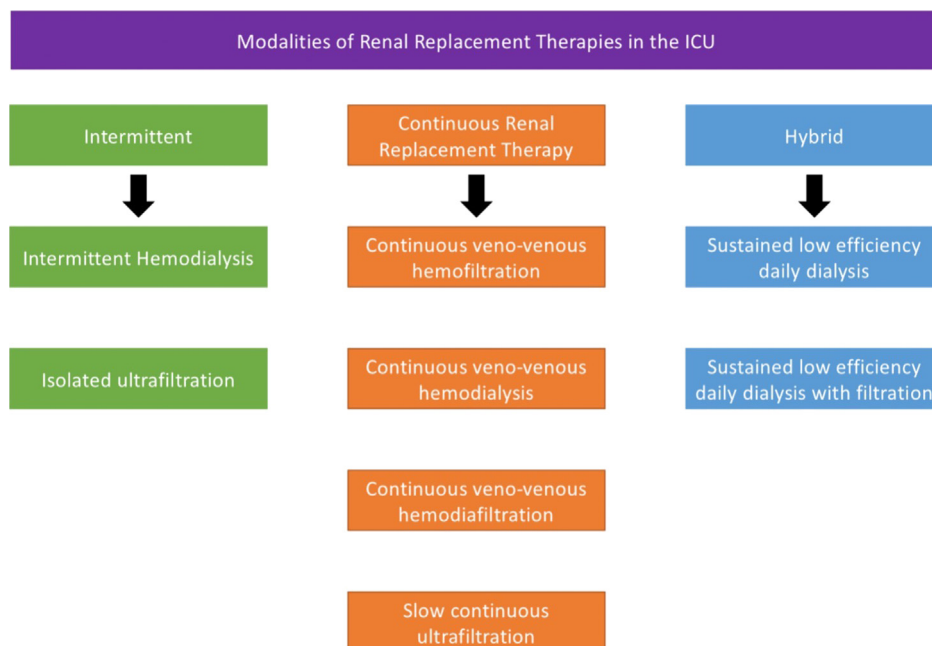 Modalities of Renal Replacement Therapies in the ICU
Intermittent
Continuous Renal
Replacement Therapy
Hybrid
Intermittent Hemodialysis
Continuous veno-venous
hemofiltration
Sustained low efficiency
daily dialysis
Isolated ultrafiltration
Continuous veno-venous
hemodialysis
Sustained low efficiency
daily dialysis with filtration
Continuous veno-venous
hemodiafiltration
Slow continuous
ultrafiltration